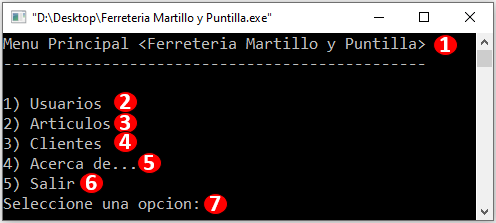 "D:\Desktop\Ferreteria Martillo y Puntilla.exe"
Menu Principal <Ferreteria Martillo y Puntilla> 1
-----------------------------------------------
1) Usuarios 2
2) Articulos 3
3) Clientes 4
4) Acerca de... 5
5) Salir 6
Seleccione una opcion: 7